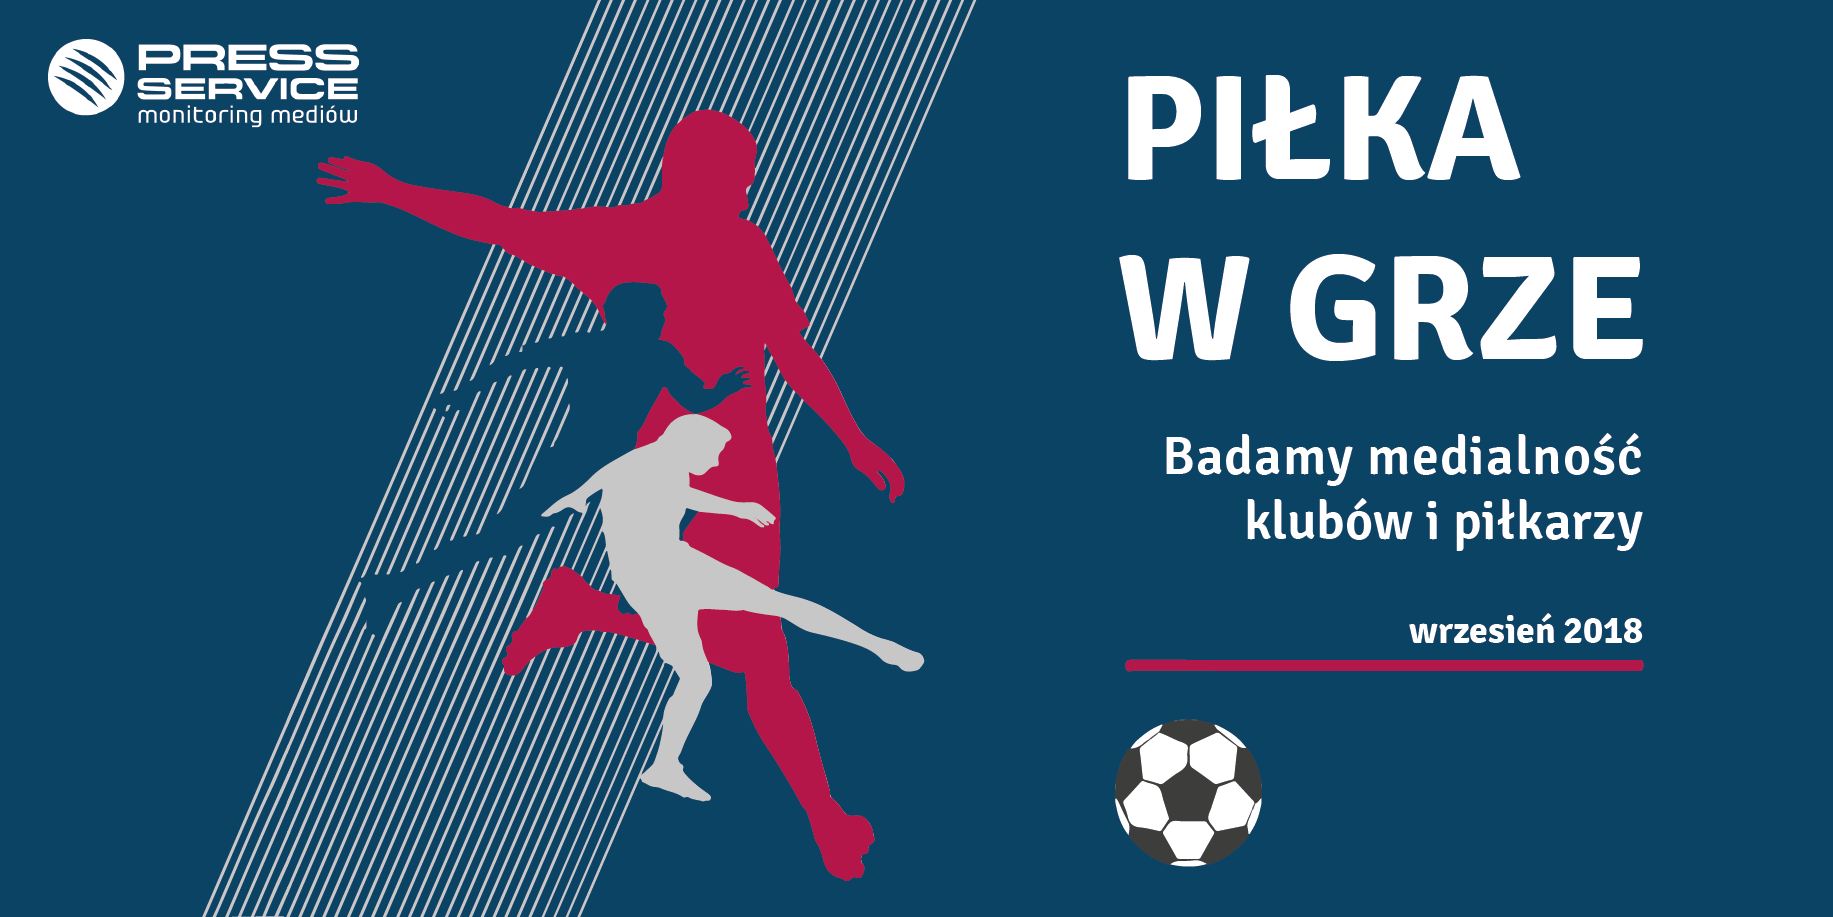 PRESS
SERVICE
monitoring mediów
PIŁKA
W GRZE
Badamy medialność
klubów i piłkarzy
wrzesień 2018